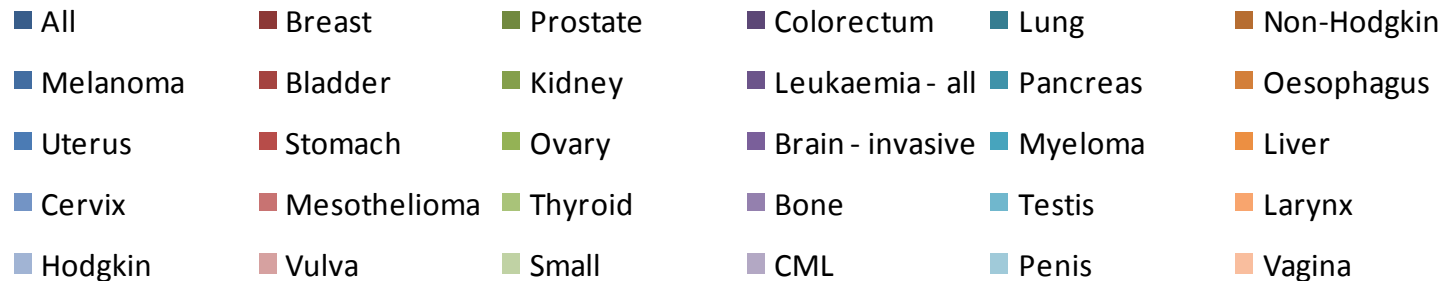 All Breast Prostate Colorectum Lung Non-Hodgkin
Melanoma Bladder Kidney Leukaemia - all Pancreas Oesophagus
Uterus Stomach Ovary Brain - invasive Myeloma Liver
Cervix Mesothelioma Thyroid Bone Testis Larynx
Hodgkin Vulva Small CML Penis Vagina